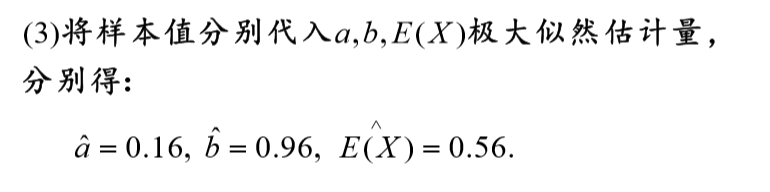 (3)将样本值分别代入a,b,E(X)极大似然估计量，
分别得：
â = 0.16, b̂ = 0.96, E(X)^ = 0.56.